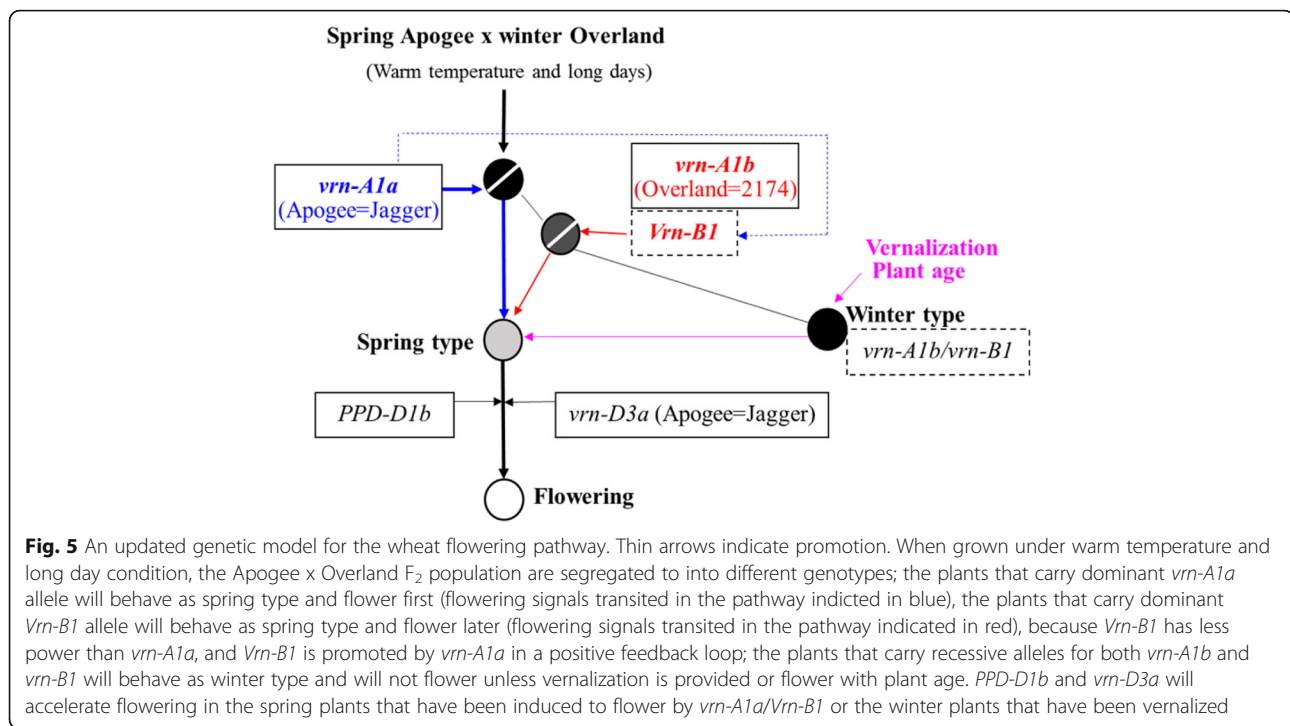 Spring Apogee x winter Overland
(Warm temperature and long days)
vrn-A1a
(Apogee=Jagger)
vrn-A1b
(Overland=2174)
Vrn-B1
Vernalization
Plant age
Winter type
vrn-A1b/vrn-B1
Spring type
PPD-D1b
vrn-D3a (Apogee=Jagger)
Flowering
Fig. 5 An updated genetic model for the wheat flowering pathway. Thin arrows indicate promotion. When grown under warm temperature and
long day condition, the Apogee x Overland F2 population are segregated to into different genotypes; the plants that carry dominant vrn-A1a
allele will behave as spring type and flower first (flowering signals transited in the pathway indicted in blue), the plants that carry dominant
Vrn-B1 allele will behave as spring type and flower later (flowering signals transited in the pathway indicated in red), because Vrn-B1 has less
power than vrn-A1a, and Vrn-B1 is promoted by vrn-A1a in a positive feedback loop; the plants that carry recessive alleles for both vrn-A1b and
vrn-B1 will behave as winter type and will not flower unless vernalization is provided or flower with plant age. PPD-D1b and vrn-D3a will
accelerate flowering in the spring plants that have been induced to flower by vrn-A1a/Vrn-B1 or the winter plants that have been vernalized